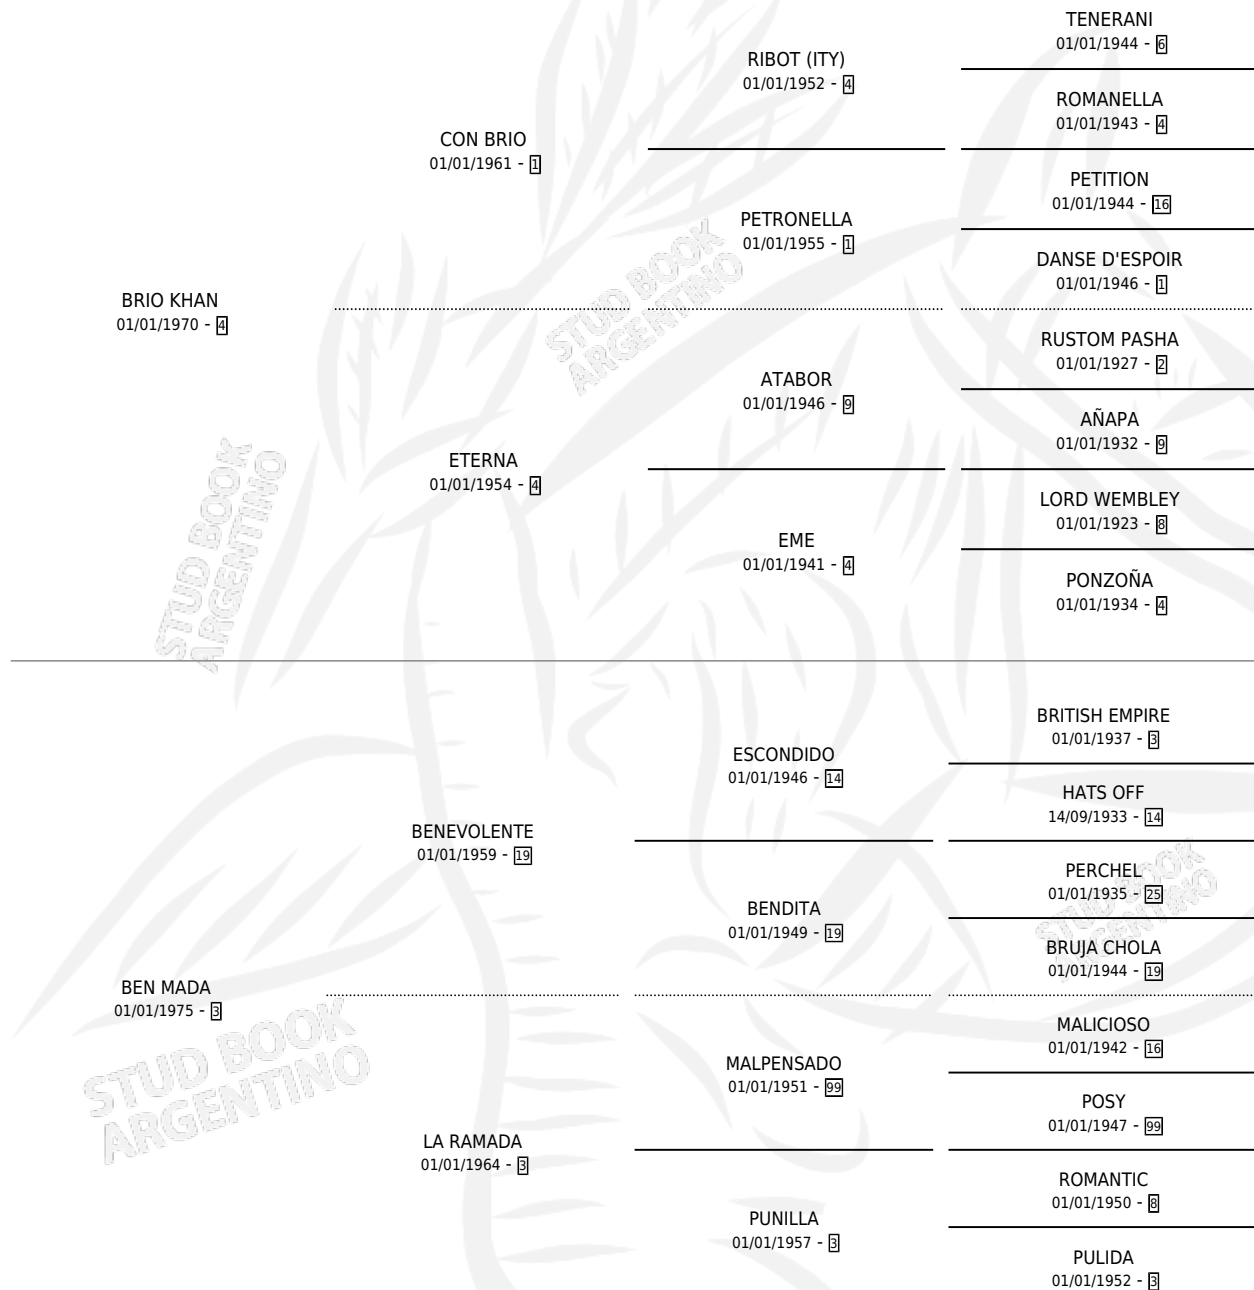 TENERANI
01/01/1944 - 6
RIBOT (ITY)
01/01/1952 - 4
ROMANELLA
01/01/1943 - 4
CON BRIO
01/01/1961 - 1
PETITION
01/01/1944 - 16
PETRONELLA
01/01/1955 - 1
DANSE D'ESPOIR
01/01/1946 - 1
BRIO KHAN
01/01/1970 - 4
RUSTOM PASHA
01/01/1927 - 2
ATABOR
01/01/1946 - 9
AÑAPA
01/01/1932 - 9
ETERNA
01/01/1954 - 4
LORD WEMBLEY
01/01/1923 - 8
EME
01/01/1941 - 4
PONZOÑA
01/01/1934 - 4
BRITISH EMPIRE
01/01/1937 - 3
ESCONDIDO
01/01/1946 - 14
HATS OFF
14/09/1933 - 14
BENEVOLENTE
01/01/1959 - 19
PERCHEL
01/01/1935 - 25
BENDITA
01/01/1949 - 19
BRUJA CHOLA
01/01/1944 - 19
BEN MADA
01/01/1975 - 3
MALICIOSO
01/01/1942 - 16
MALPENSADO
01/01/1951 - 99
POSY
01/01/1947 - 99
LA RAMADA
01/01/1964 - 3
ROMANTIC
01/01/1950 - 8
PUNILLA
01/01/1957 - 3
PULIDA
01/01/1952 - 3
STUD BOOK
ARGENTINO
STUD BOOK
ARGENTINO
STUD BOOK
ARGENTINO
STUD BOOK
ARGENTINO